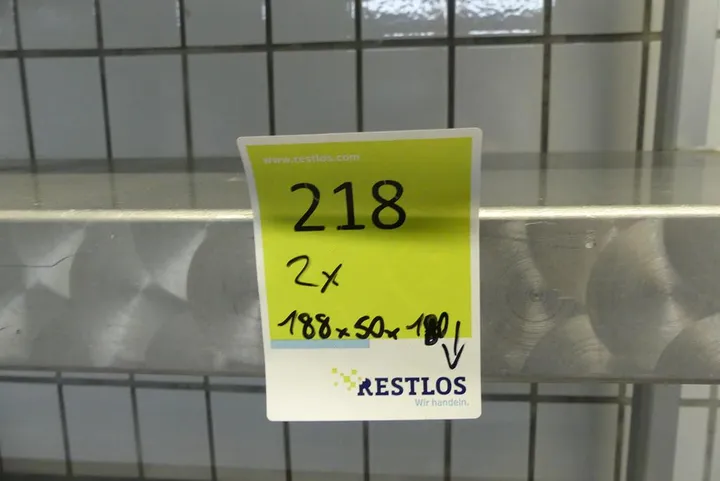 www.restlos.com
218
2x
188x50x180
RESTLOS
Wir handeln.